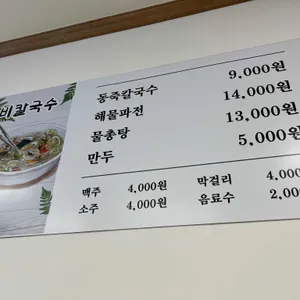 비칼국수
동죽칼국수 9,000원
해물파전 14,000원
물총탕 13,000원
만두 5,000원
맥주 4,000원 막걸리 4,000
소주 4,000원 음료수 2,00